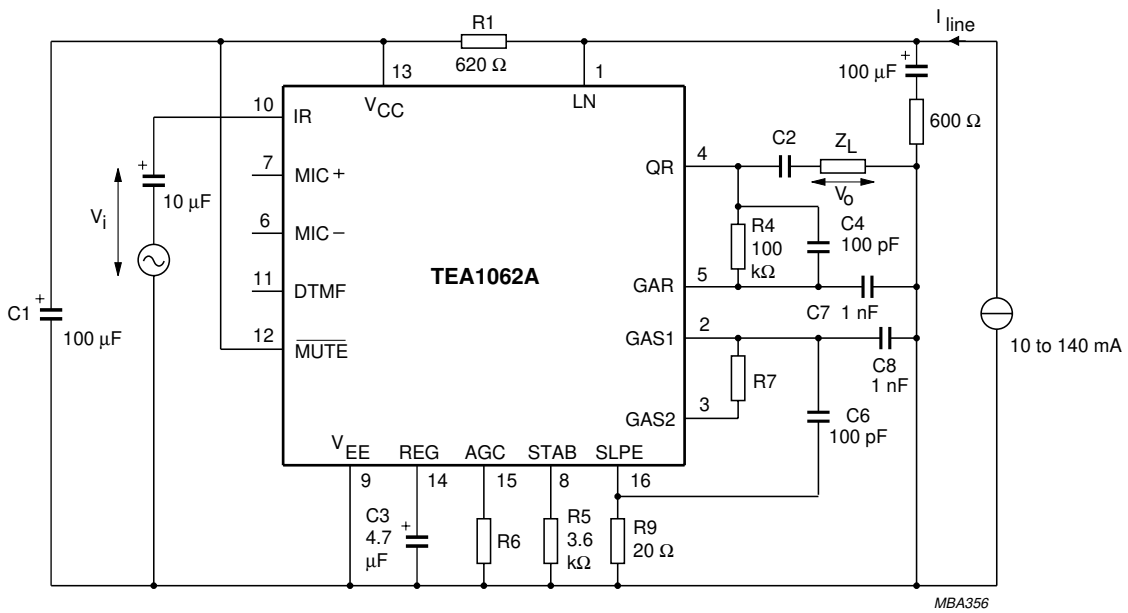 R1
620 Ω
I line
13
1
V CC
LN
100 μF
+
600 Ω
10
IR
C2
Z L
4
QR
V o
7
MIC+
+
10 μF
V i
6
MIC−
R4
100
kΩ
C4
100 pF
TEA1062A
11
DTMF
5
GAR
C7
1 nF
C1
+
100 μF
12
MUTE
2
GAS1
C8
1 nF
10 to 140 mA
R7
3
GAS2
C6
100 pF
V EE
REG
AGC
STAB
SLPE
9
14
15
8
16
C3
4.7
μF
+
R6
R5
3.6
kΩ
R9
20 Ω
MBA356